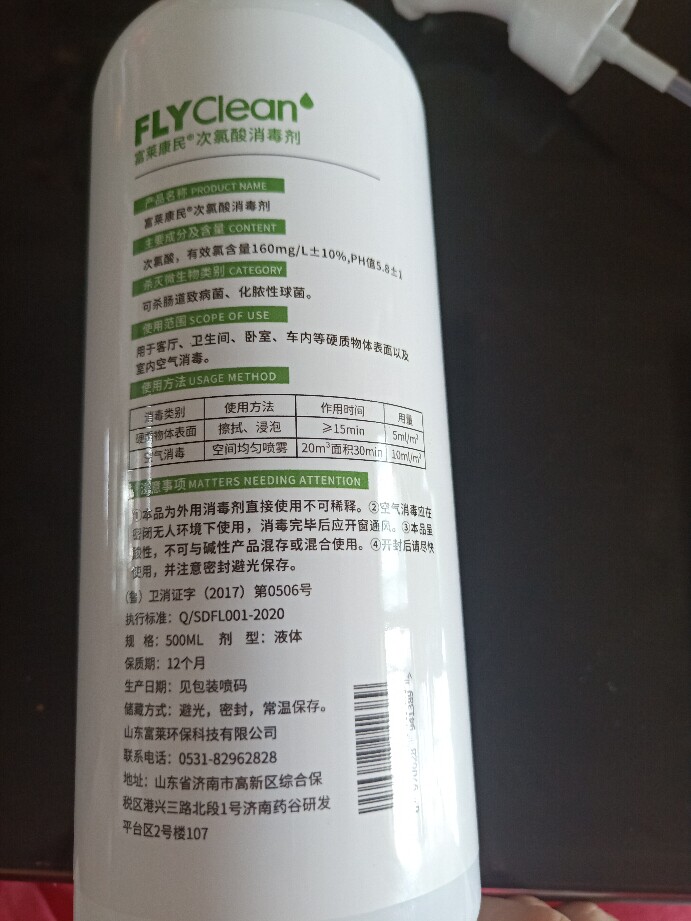 FLYClean
富莱康民®次氯酸消毒剂
产品名称 PRODUCT NAME
富莱康民®次氯酸消毒剂
主要成分及含量 CONTENT
次氯酸，有效氯含量160mg/L±10%,PH值5.8±1
杀灭微生物类别 CATEGORY
可杀肠道致病菌、化脓性球菌。
使用范围 SCOPE OF USE
用于客厅、卫生间、卧室、车内等硬质物体表面以及
室内空气消毒。
使用方法 USAGE METHOD
消毒类别 使用方法 作用时间 用量
硬质物体表面 擦拭、浸泡 ≥15min 5ml/m²
空气消毒 空间均匀喷雾 20m³面积30min 10ml/m³
注意事项 MATTERS NEEDING ATTENTION
①本品为外用消毒剂直接使用不可稀释。②空气消毒应在
密闭无人环境下使用，消毒完毕后应开窗通风。③本品呈
酸性，不可与碱性产品混存或混合使用。④开封后请尽快
使用，并注意密封避光保存。
(鲁) 卫消证字（2017）第0506号
执行标准：Q/SDFL001-2020
规 格：500ML 剂 型：液体
保质期：12个月
生产日期：见包装喷码
储藏方式：避光，密封，常温保存。
山东富莱环保科技有限公司
联系电话：0531-82962828
地址：山东省济南市高新区综合保
税区港兴三路北段1号济南药谷研发
平台区2号楼107